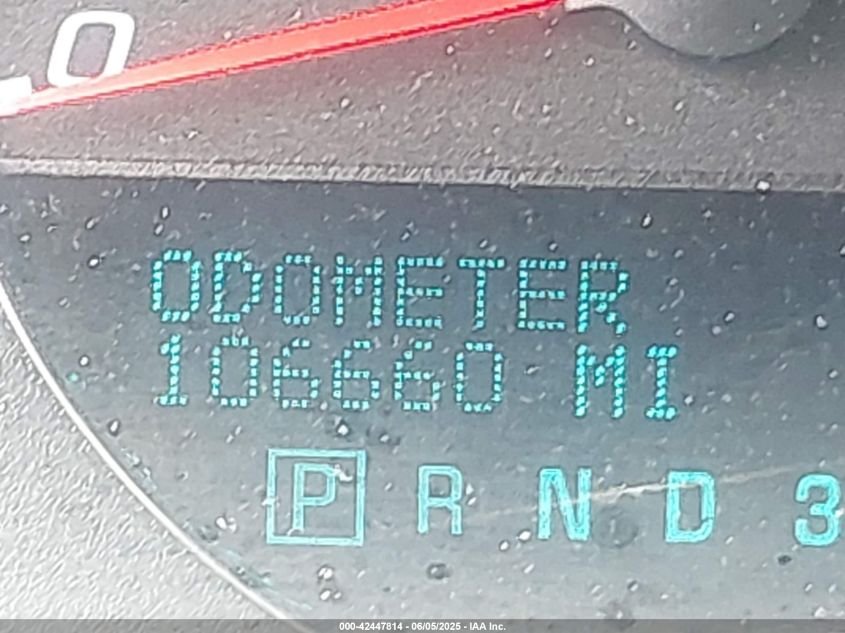 0
ODOMETER
106660 MI
P R N D 3
000-42447814 - 06/05/2025 - IAA Inc.